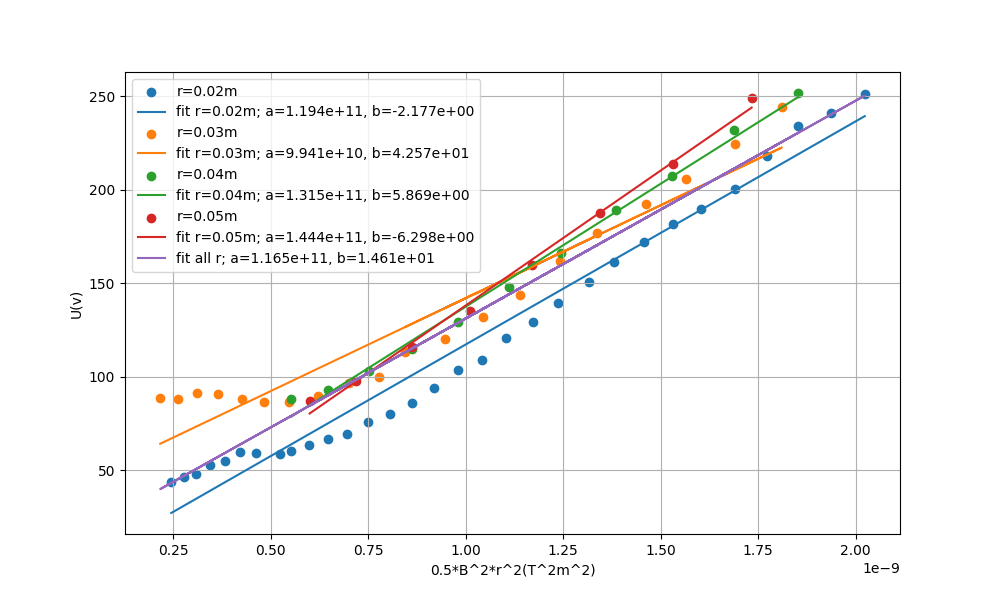 r=0.02m
fit r=0.02m; a=1.194e+11, b=-2.177e+00
r=0.03m
fit r=0.03m; a=9.941e+10, b=4.257e+01
r=0.04m
fit r=0.04m; a=1.315e+11, b=5.869e+00
r=0.05m
fit r=0.05m; a=1.444e+11, b=-6.298e+00
fit all r; a=1.165e+11, b=1.461e+01
250
200
150
100
50
U(v)
0.25 0.50 0.75 1.00 1.25 1.50 1.75 2.00
1e−9
0.5*B^2*r^2(T^2m^2)